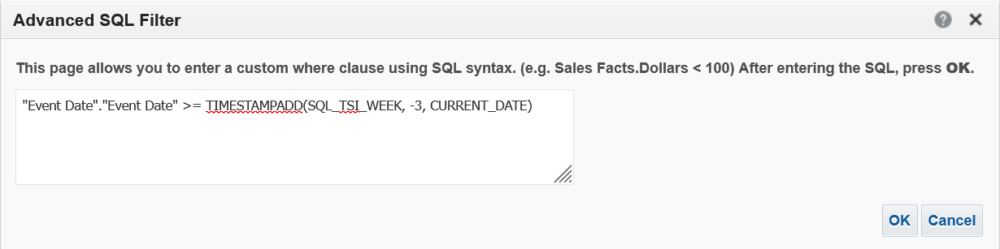 Advanced SQL Filter
This page allows you to enter a custom where clause using SQL syntax. (e.g. Sales Facts.Dollars < 100) After entering the SQL, press OK.
"Event Date"."Event Date" >= TIMESTAMPADD(SQL_TSI_WEEK, -3, CURRENT_DATE)
OK Cancel